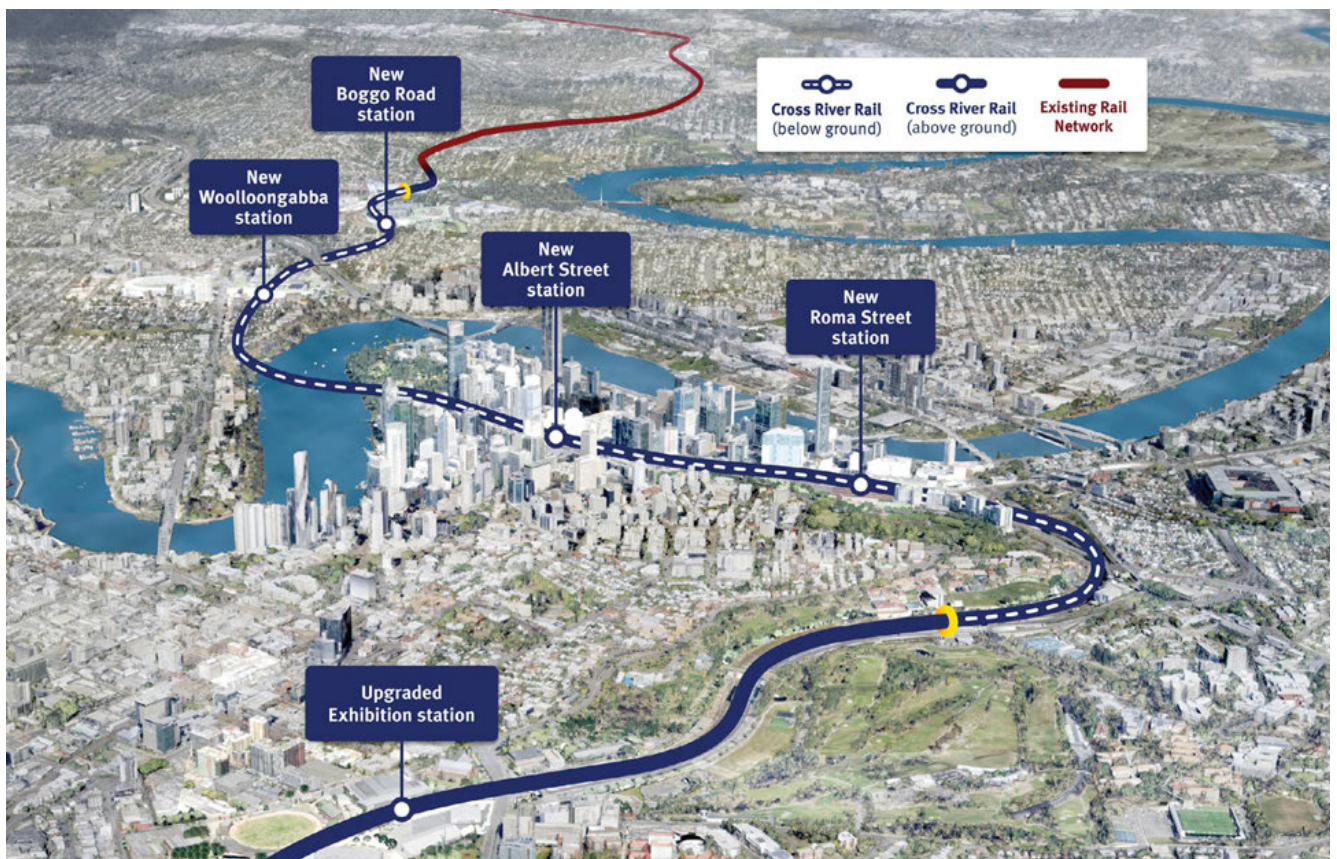 New
Boggo Road
station
New
Woolloongabba
station
New
Albert Street
station
New
Roma Street
station
Upgraded
Exhibition station
Cross River Rail
(below ground)
Cross River Rail
(above ground)
Existing Rail
Network